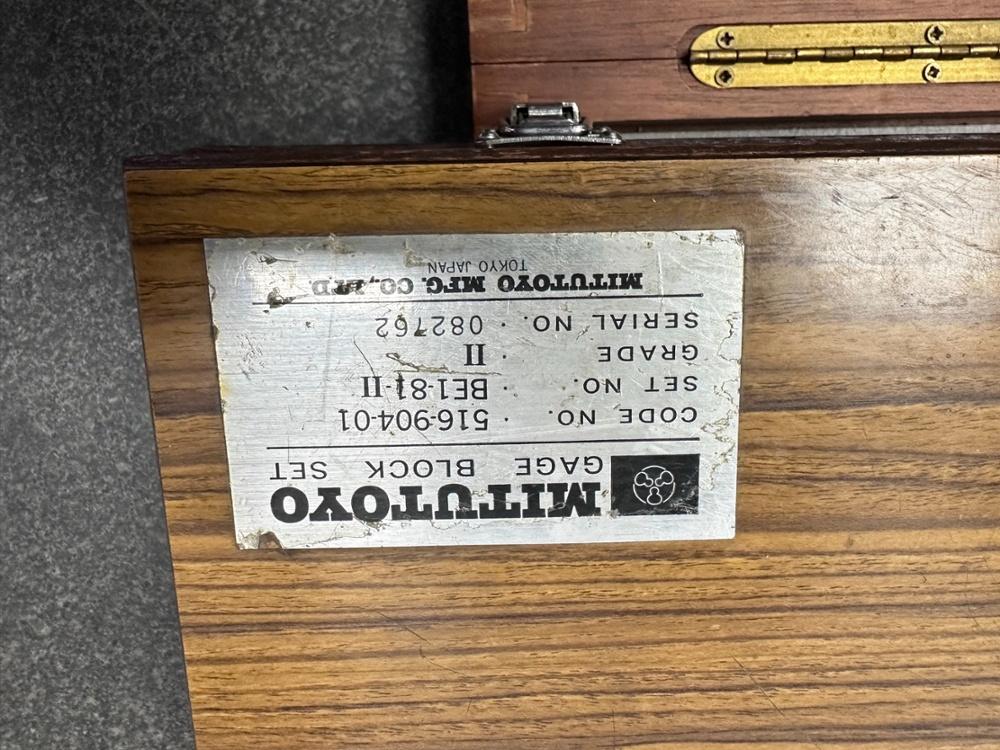 MITUTOYO
GAGE BLOCK SET
CODE NO. · 516-904-01
SET NO. · BE1-81-II
GRADE · II
SERIAL NO. · 082762
MITUTOYO MFG. CO., LTD.
TOKYO JAPAN